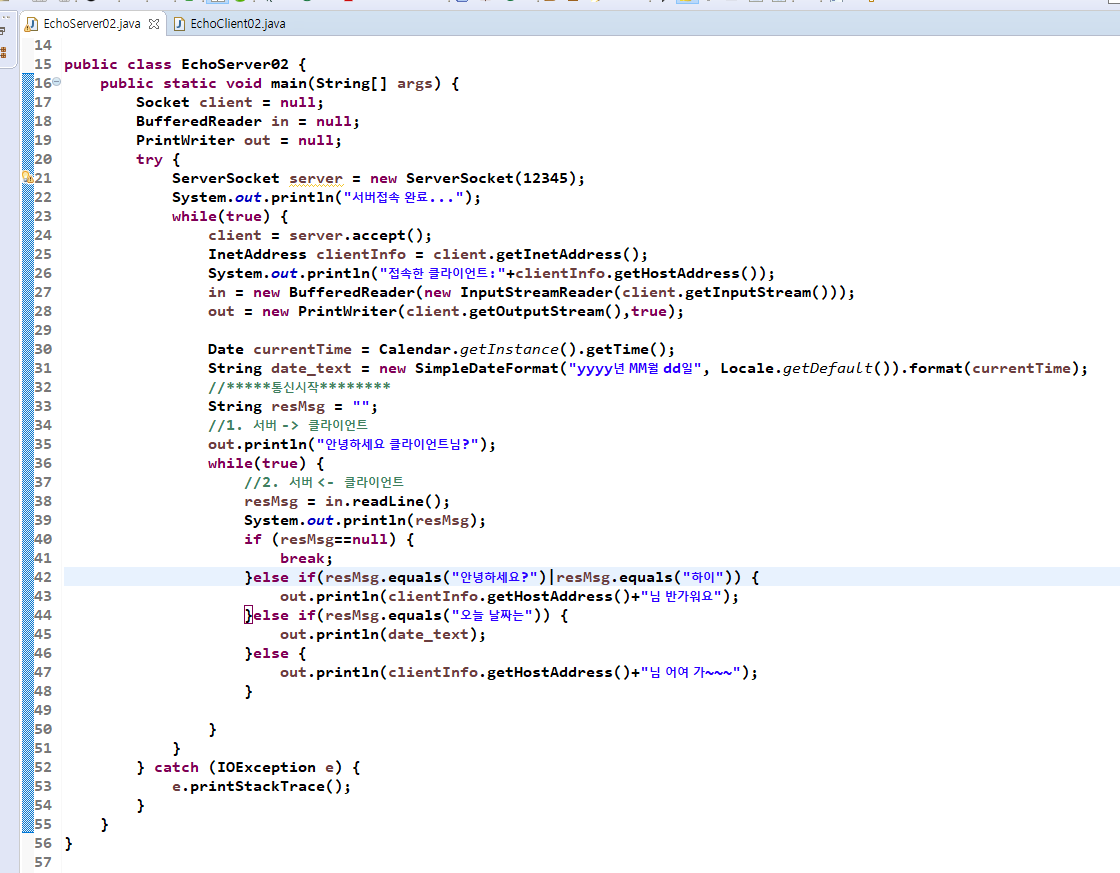 EchoServer02.java EchoClient02.java
14
15 public class EchoServer02 {
16 public static void main(String[] args) {
17 Socket client = null;
18 BufferedReader in = null;
19 PrintWriter out = null;
20 try {
21 ServerSocket server = new ServerSocket(12345);
22 System.out.println("서버접속 완료...");
23 while(true) {
24 client = server.accept();
25 InetAddress clientInfo = client.getInetAddress();
26 System.out.println("접속한 클라이언트:"+clientInfo.getHostAddress());
27 in = new BufferedReader(new InputStreamReader(client.getInputStream()));
28 out = new PrintWriter(client.getOutputStream(),true);
29
30 Date currentTime = Calendar.getInstance().getTime();
31 String date_text = new SimpleDateFormat("yyyy년 MM월 dd일", Locale.getDefault()).format(currentTime);
32 //*****통신시작********
33 String resMsg = "";
34 //1. 서버 -> 클라이언트
35 out.println("안녕하세요 클라이언트님?");
36 while(true) {
37 //2. 서버 <- 클라이언트
38 resMsg = in.readLine();
39 System.out.println(resMsg);
40 if (resMsg==null) {
41 break;
42 }else if(resMsg.equals("안녕하세요?")|resMsg.equals("하이")) {
43 out.println(clientInfo.getHostAddress()+"님 반가워요");
44 }else if(resMsg.equals("오늘 날짜는")) {
45 out.println(date_text);
46 }else {
47 out.println(clientInfo.getHostAddress()+"님 어여 가~~~");
48 }
49
50 }
51 }
52 } catch (IOException e) {
53 e.printStackTrace();
54 }
55 }
56 }
57